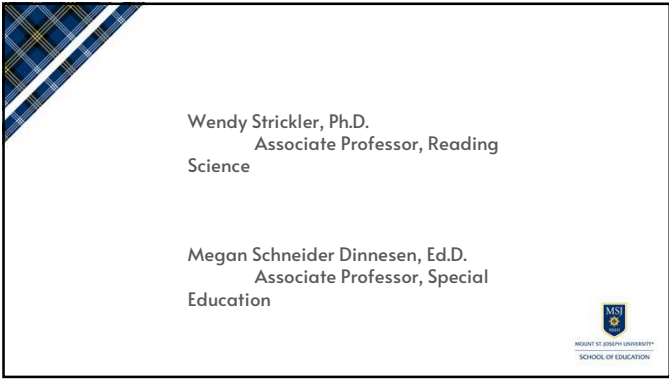 Wendy Strickler, Ph.D.
Associate Professor, Reading
Science
Megan Schneider Dinnesen, Ed.D.
Associate Professor, Special
Education
MSJ
MOUNT ST. JOSEPH UNIVERSITY
SCHOOL OF EDUCATION